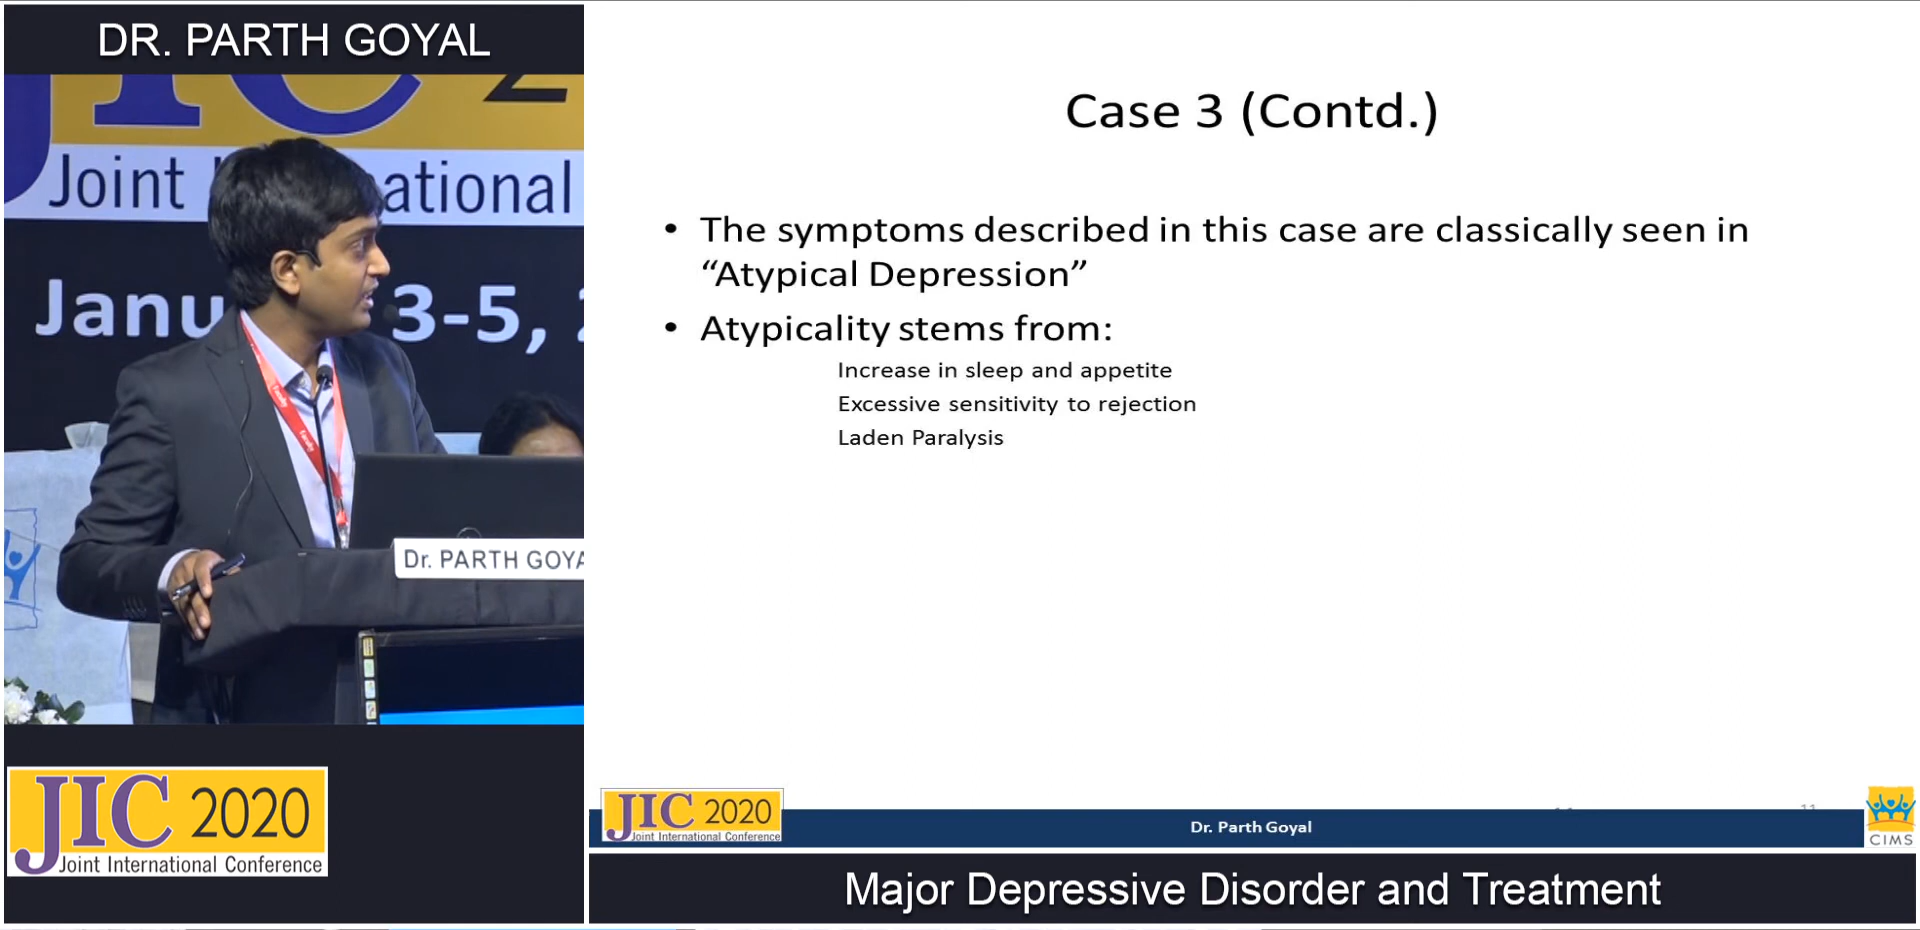 DR. PARTH GOYAL
Joint
ational
Janu
3-5,
Dr. PARTH GOYA
JIC 2020
Joint International Conference
Case 3 (Contd.)
• The symptoms described in this case are classically seen in
“Atypical Depression”
• Atypicality stems from:
Increase in sleep and appetite
Excessive sensitivity to rejection
Laden Paralysis
JIC 2020
Joint International Conference
Dr. Parth Goyal
11
CIMS
Major Depressive Disorder and Treatment